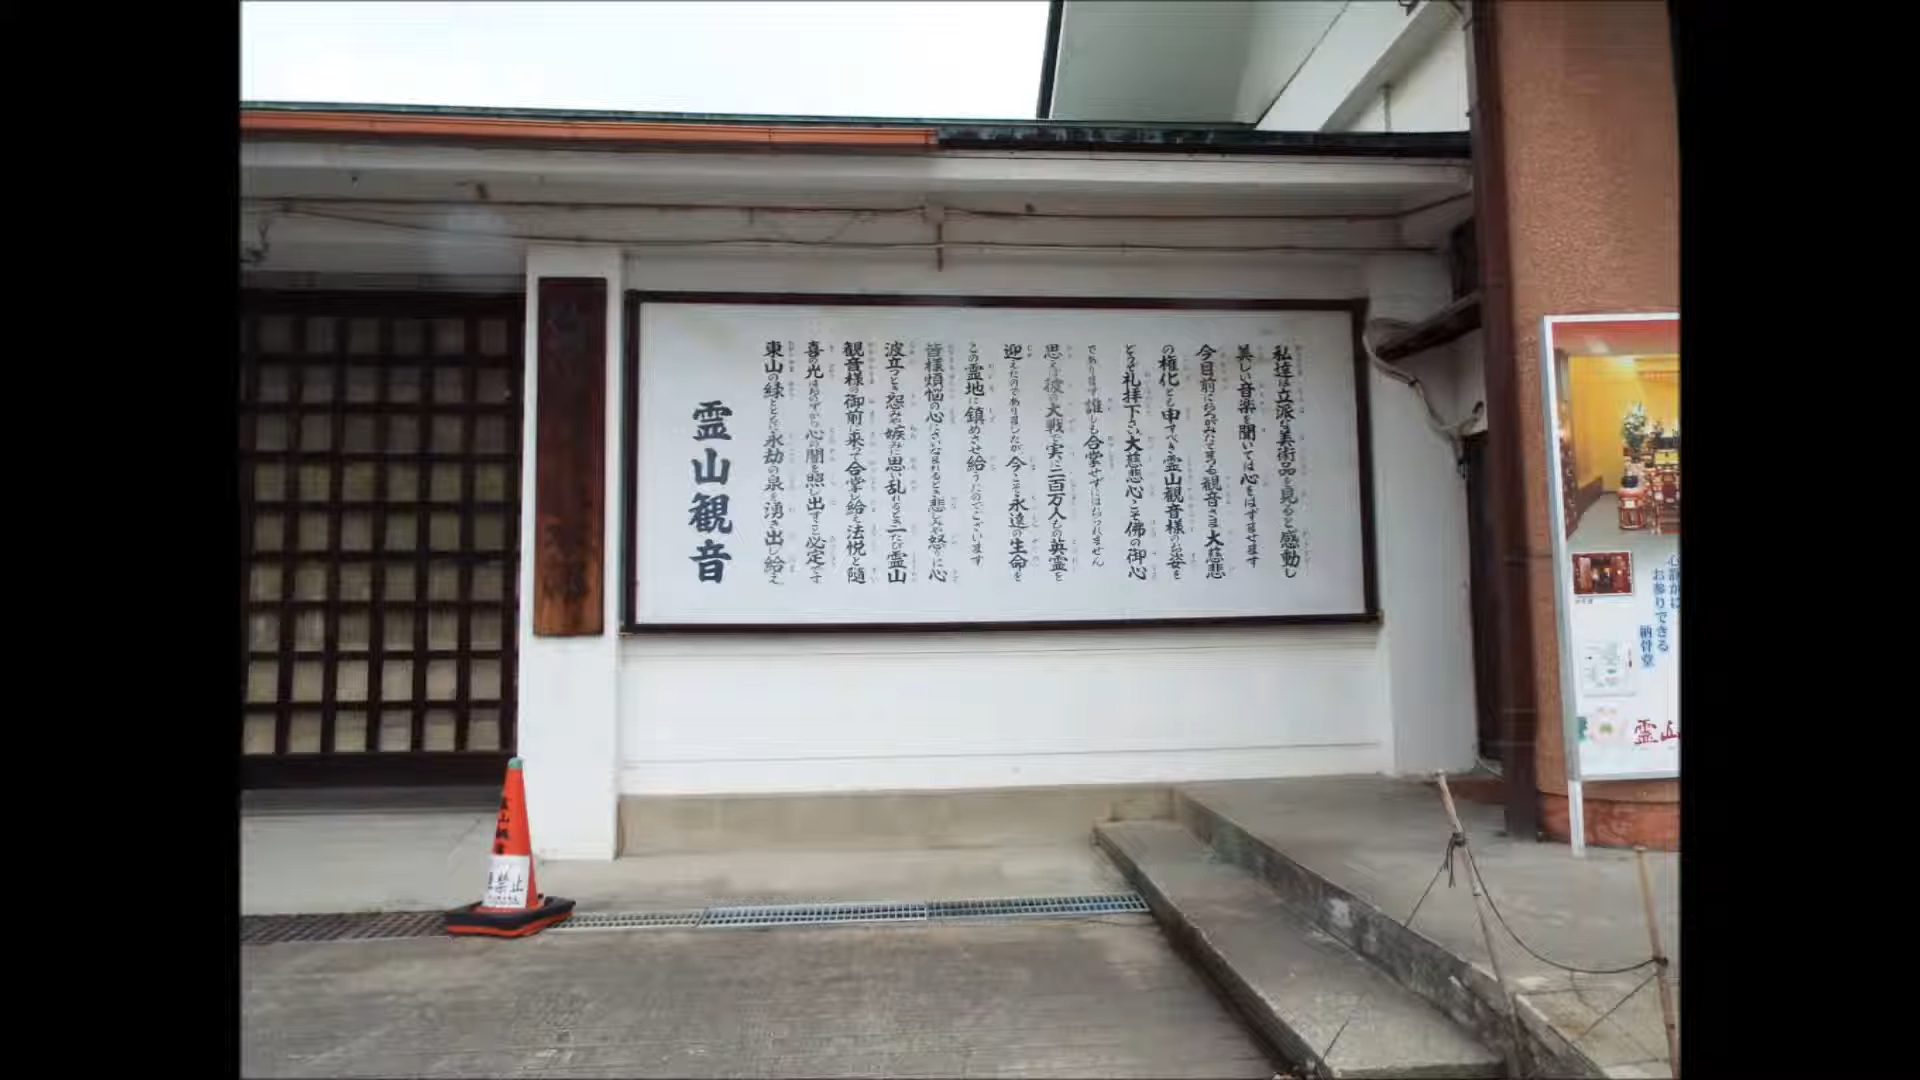 私達は立派な美術品を見ると感動し
美しい音楽を聞いては心をはずませます
今目前におろがみたてまつる観音さま大慈悲
の権化とも申すべき霊山観音様のお姿を
どうぞ礼拝下さい大慈悲心こそ佛の御心
であります誰しも合掌せずにはおられません
思えば彼の大戦で実に二百万人もの英霊を
迎えたのでありましたが今こそ永遠の生命を
この霊地に鎮めさせ給うたのでございます
皆様煩悩の心にさいなまれるとき悲しみや怒りに心
波立つとき怨みや嫉みに思い乱れるとき二たび霊山
観音様の御前に来って合掌し給え法悦と随
喜の光はおのずから心の闇を照し出すこと必定です
東山の緑とともに永劫の泉を湧き出し給え
霊山観音
心静かに
お参りできる
納骨堂
霊山
山
観
音
禁止